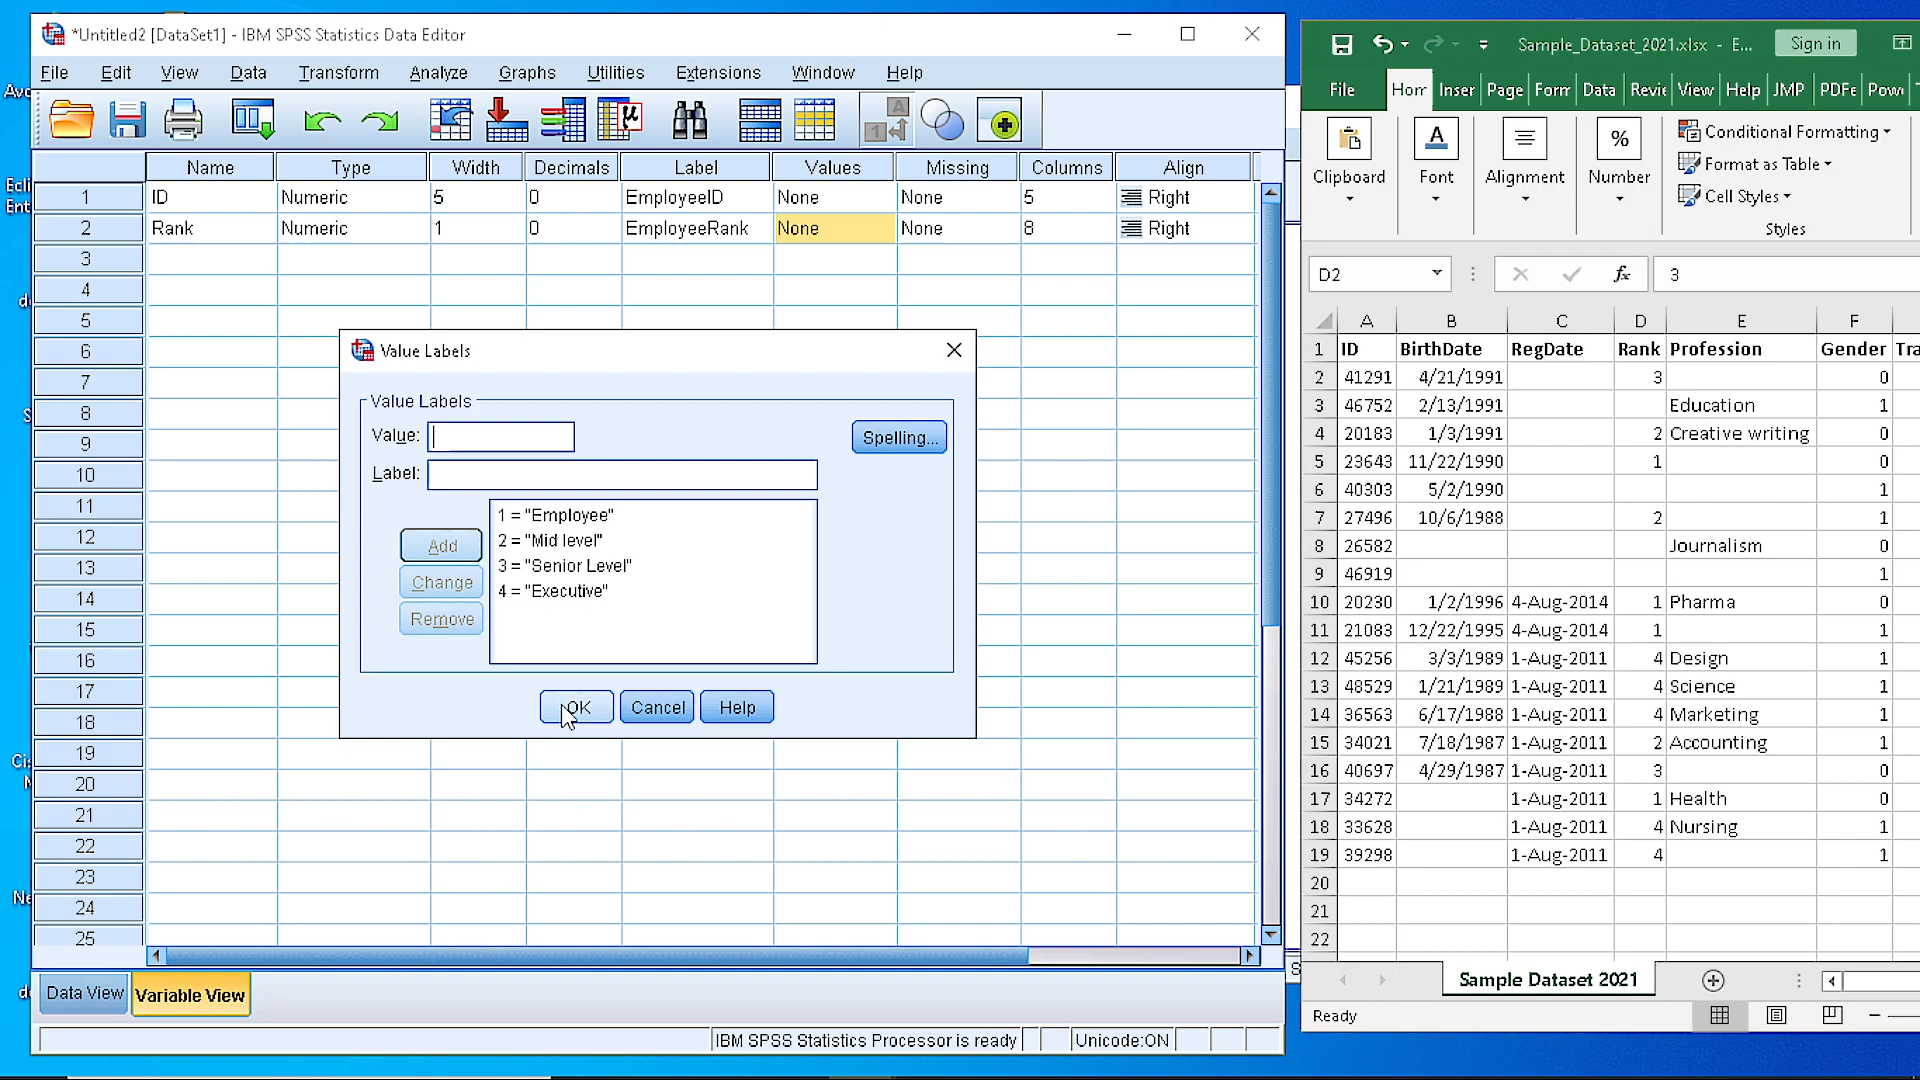 *Untitled2 [DataSet1] - IBM SPSS Statistics Data Editor
File Edit View Data Transform Analyze Graphs Utilities Extensions Window Help
Name Type Width Decimals Label Values Missing Columns Align
1 ID Numeric 5 0 EmployeeID None None 5 Right
2 Rank Numeric 1 0 EmployeeRank None None 8 Right
3
4
5
6
7
8
9
10
11
12
13
14
15
16
17
18
19
20
21
22
23
24
25
Value Labels
Value Labels
Value:
Spelling...
Label:
1 = "Employee"
2 = "Mid level"
3 = "Senior Level"
4 = "Executive"
Add
Change
Remove
OK Cancel Help
Data View Variable View
IBM SPSS Statistics Processor is ready Unicode:ON
Sample_Dataset_2021.xlsx - E... Sign in
File Hom Inser Page Form Data Revie View Help JMP PDFe Powe
Clipboard Font Alignment Number
Conditional Formatting
Format as Table
Cell Styles
Styles
D2 fx 3
A B C D E F
1 ID BirthDate RegDate Rank Profession Gender Tra
2 41291 4/21/1991 3 0
3 46752 2/13/1991 Education 1
4 20183 1/3/1991 2 Creative writing 0
5 23643 11/22/1990 1 0
6 40303 5/2/1990 1
7 27496 10/6/1988 2 1
8 26582 Journalism 0
9 46919 1
10 20230 1/2/1996 4-Aug-2014 1 Pharma 0
11 21083 12/22/1995 4-Aug-2014 1 1
12 45256 3/3/1989 1-Aug-2011 4 Design 1
13 48529 1/21/1989 1-Aug-2011 4 Science 1
14 36563 6/17/1988 1-Aug-2011 4 Marketing 1
15 34021 7/18/1987 1-Aug-2011 2 Accounting 1
16 40697 4/29/1987 1-Aug-2011 3 0
17 34272 1-Aug-2011 1 Health 0
18 33628 1-Aug-2011 4 Nursing 1
19 39298 1-Aug-2011 4 1
20
21
22
Sample Dataset 2021
Ready